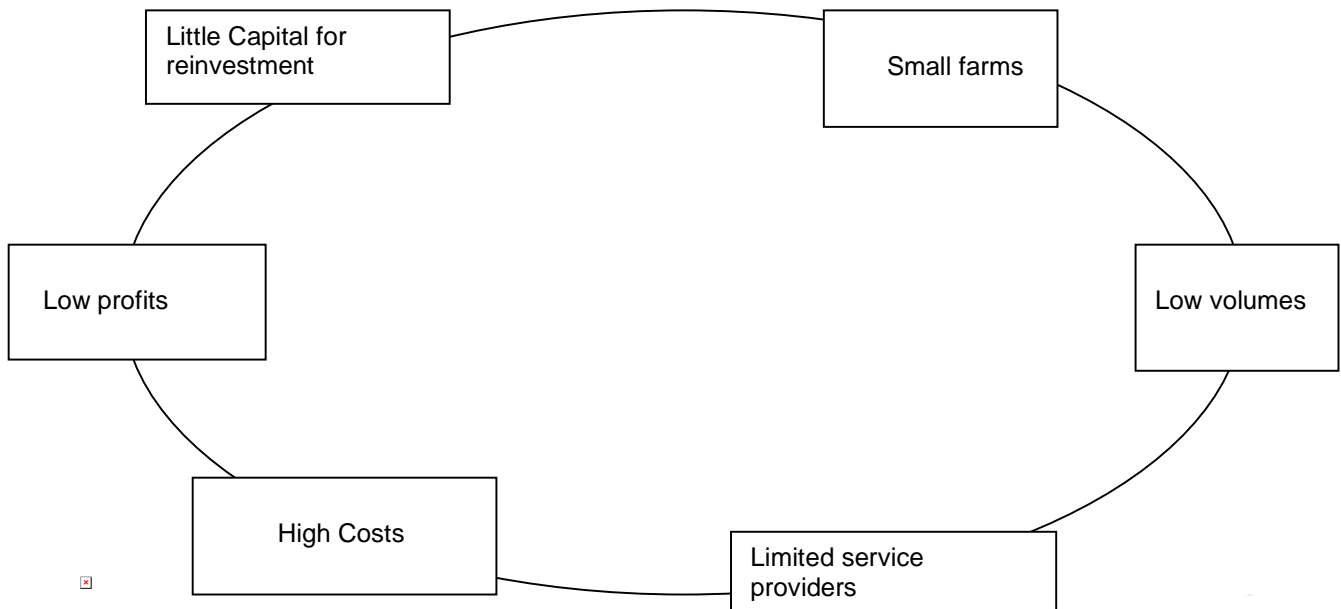 Little Capital for
reinvestment
Small farms
Low profits
Low volumes
High Costs
Limited service
providers